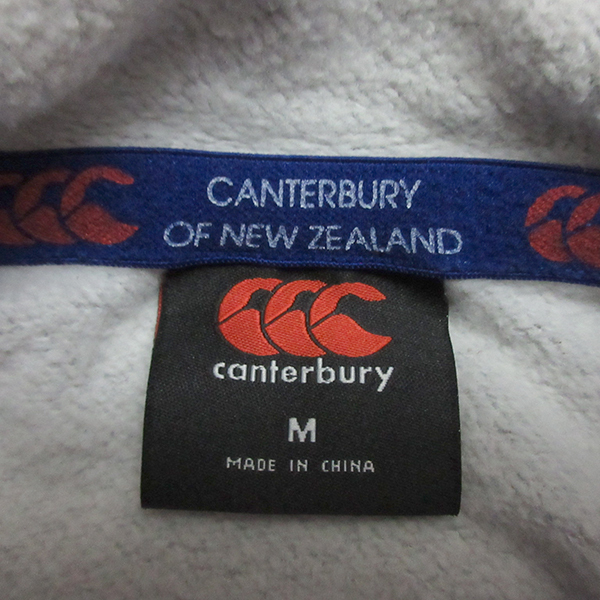 CANTERBURY
OF NEW ZEALAND
canterbury
M
MADE IN CHINA